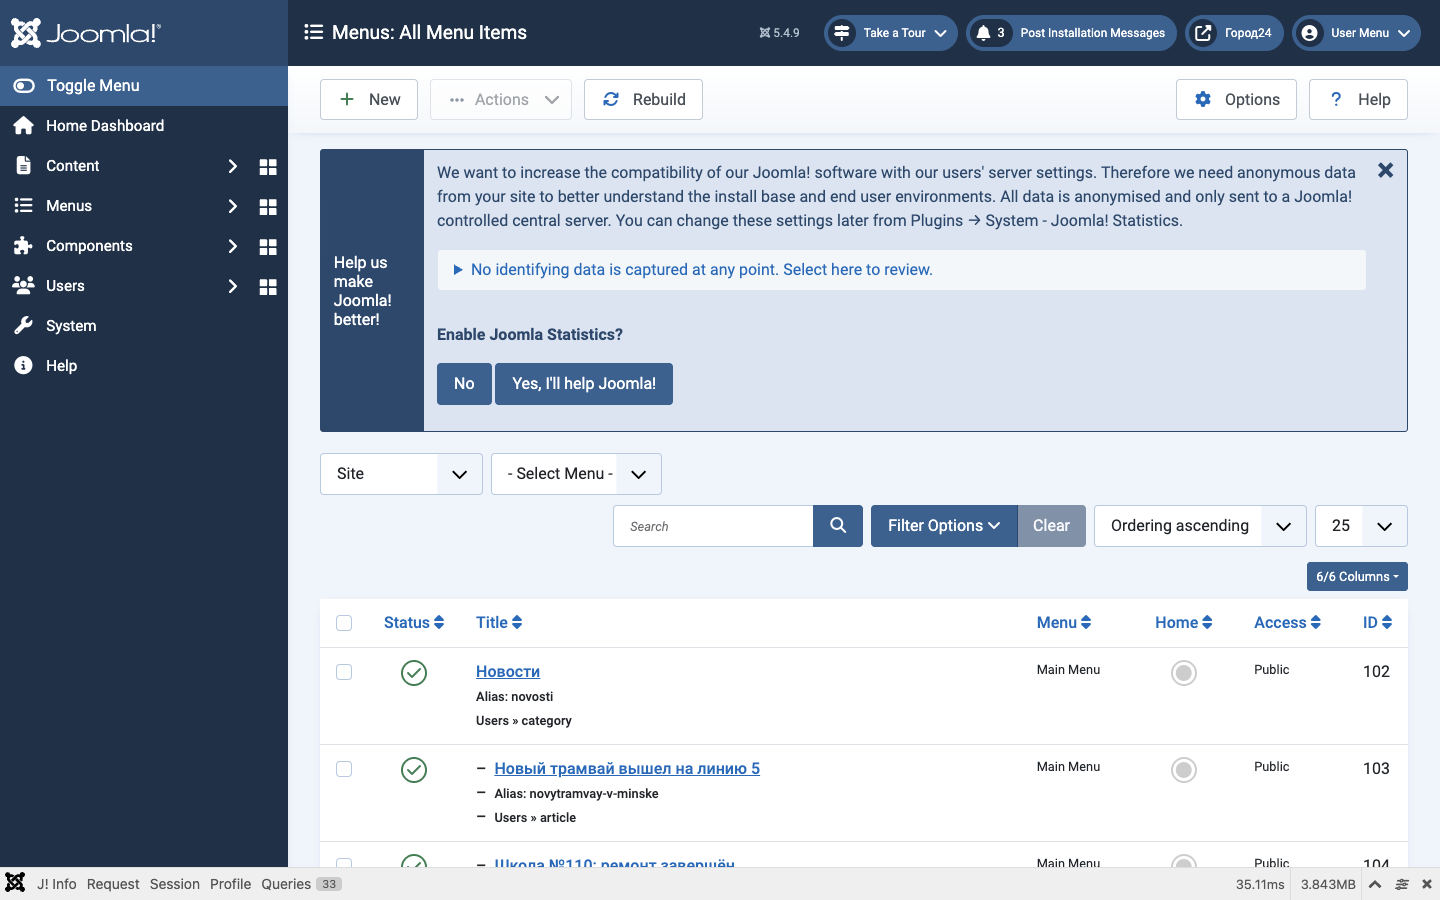 Joomla!
Menus: All Menu Items
5.4.9
Take a Tour
3 Post Installation Messages
Город24
User Menu
Toggle Menu
Home Dashboard
Content
Menus
Components
Users
System
Help
New
Actions
Rebuild
Options
? Help
Help us
make
Joomla!
better!
We want to increase the compatibility of our Joomla! software with our users' server settings. Therefore we need anonymous data
from your site to better understand the install base and end user environments. All data is anonymised and only sent to a Joomla!
controlled central server. You can change these settings later from Plugins → System - Joomla! Statistics.
No identifying data is captured at any point. Select here to review.
Enable Joomla Statistics?
No
Yes, I'll help Joomla!
Site
- Select Menu -
Search
Filter Options
Clear
Ordering ascending
25
6/6 Columns
Status Title Menu Home Access ID
Новости Main Menu Public 102
Alias: novosti
Users » category
– Новый трамвай вышел на линию 5 Main Menu Public 103
– Alias: novytramvay-v-minske
– Users » article
– Школа №110: ремонт завершён Main Menu Public 104
J! Info Request Session Profile Queries 33 35.11ms 3.843MB